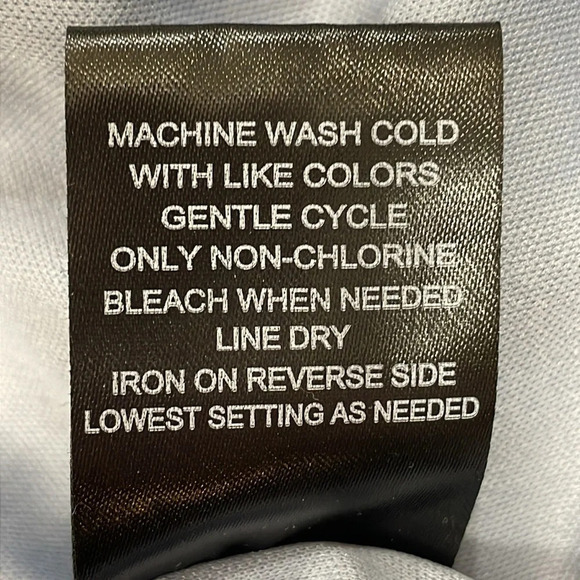 MACHINE WASH COLD
WITH LIKE COLORS
GENTLE CYCLE
ONLY NON-CHLORINE
BLEACH WHEN NEEDED
LINE DRY
IRON ON REVERSE SIDE
LOWEST SETTING AS NEEDED